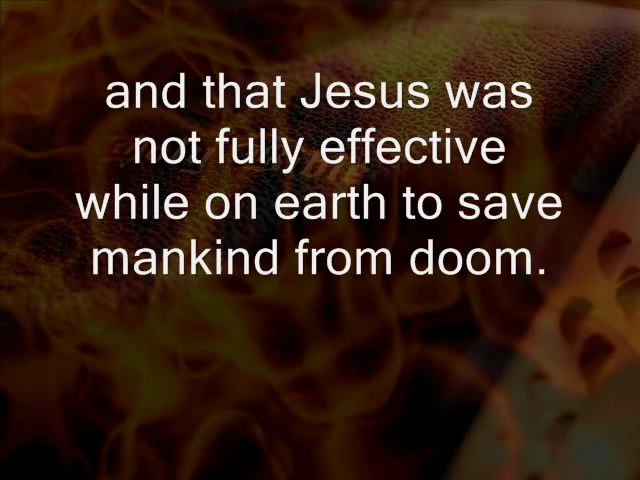 and that Jesus was
not fully effective
while on earth to save
mankind from doom.